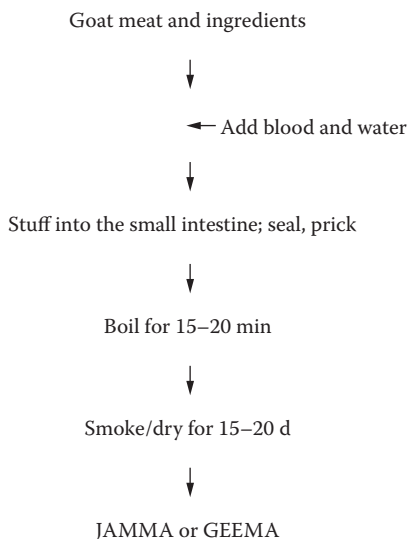 Goat meat and ingredients
Add blood and water
Stuff into the small intestine; seal, prick
Boil for 15–20 min
Smoke/dry for 15–20 d
JAMMA or GEEMA